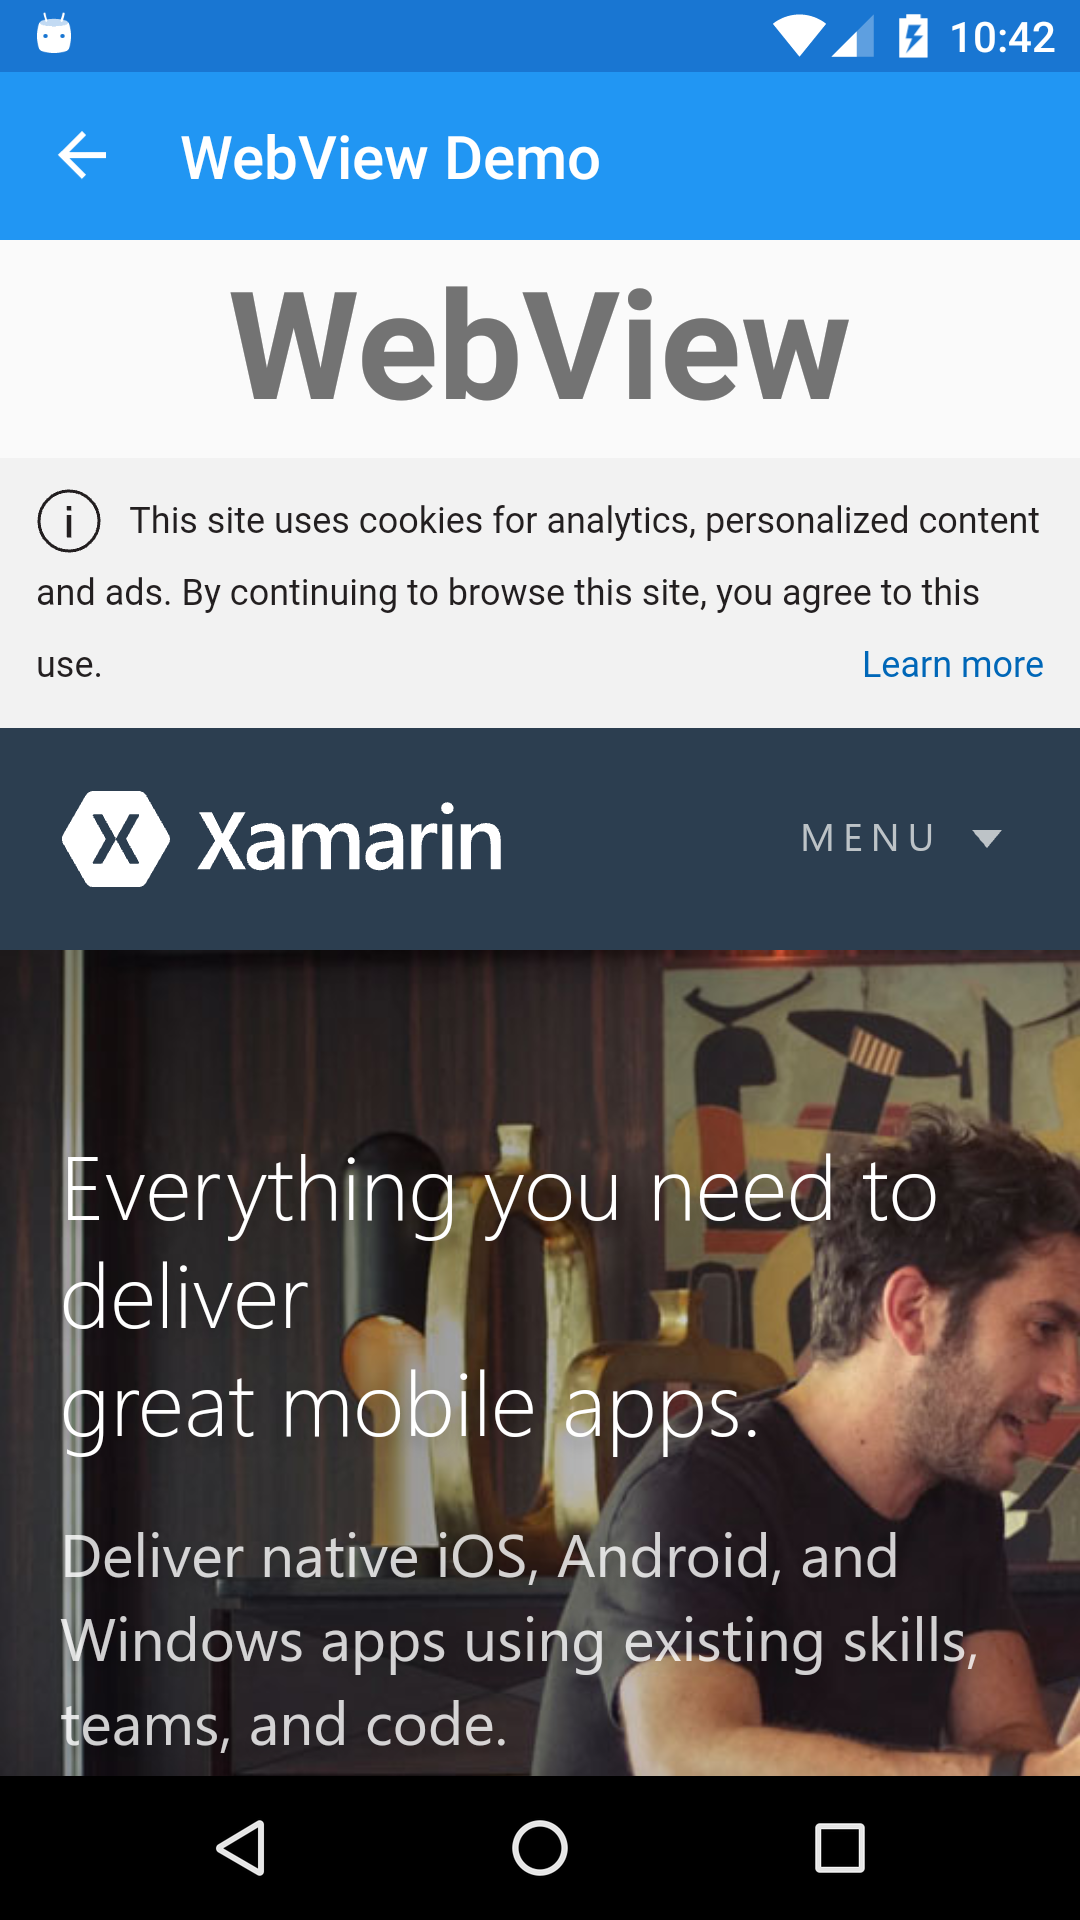 10:42
WebView Demo
WebView
i This site uses cookies for analytics, personalized content
and ads. By continuing to browse this site, you agree to this
use. Learn more
X Xamarin MENU
Everything you need to
deliver
great mobile apps.
Deliver native iOS, Android, and
Windows apps using existing skills,
teams, and code.